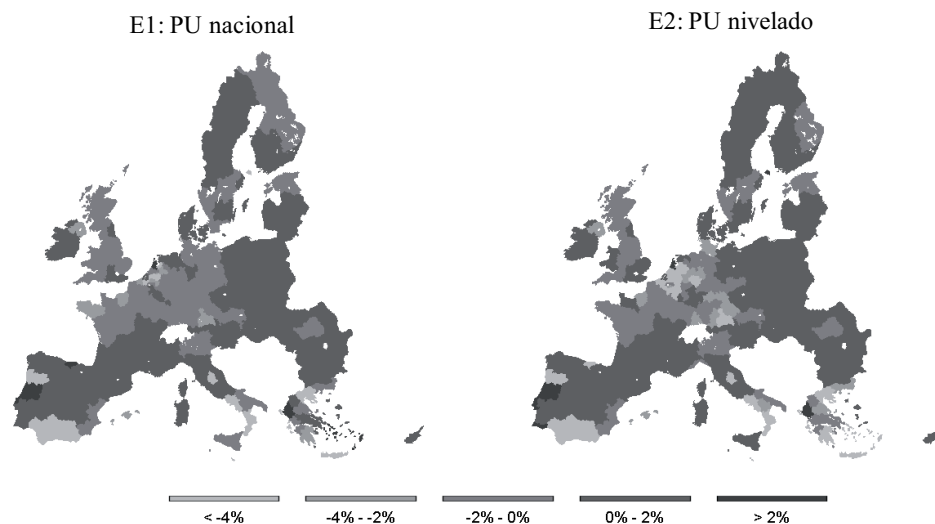 E1: PU nacional
E2: PU nivelado
< -4%
-4% - -2%
-2% - 0%
0% - 2%
> 2%